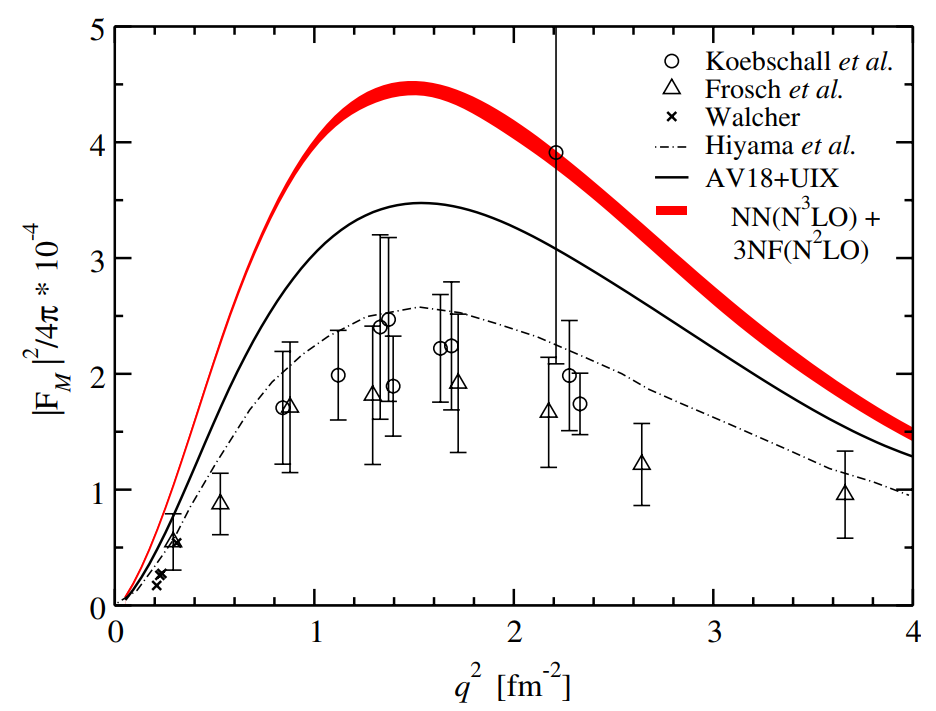 5
4
3
2
1
0
|F_M|^2/4π * 10^-4
Koebschall et al.
Frosch et al.
Walcher
Hiyama et al.
AV18+UIX
NN(N^3LO) +
3NF(N^2LO)
0 1 2 3 4
q^2 [fm^-2]